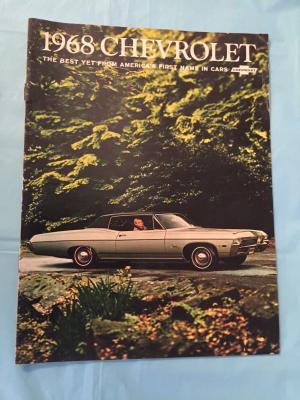 1968 CHEVROLET
THE BEST YET FROM AMERICA'S FIRST NAME IN CARS